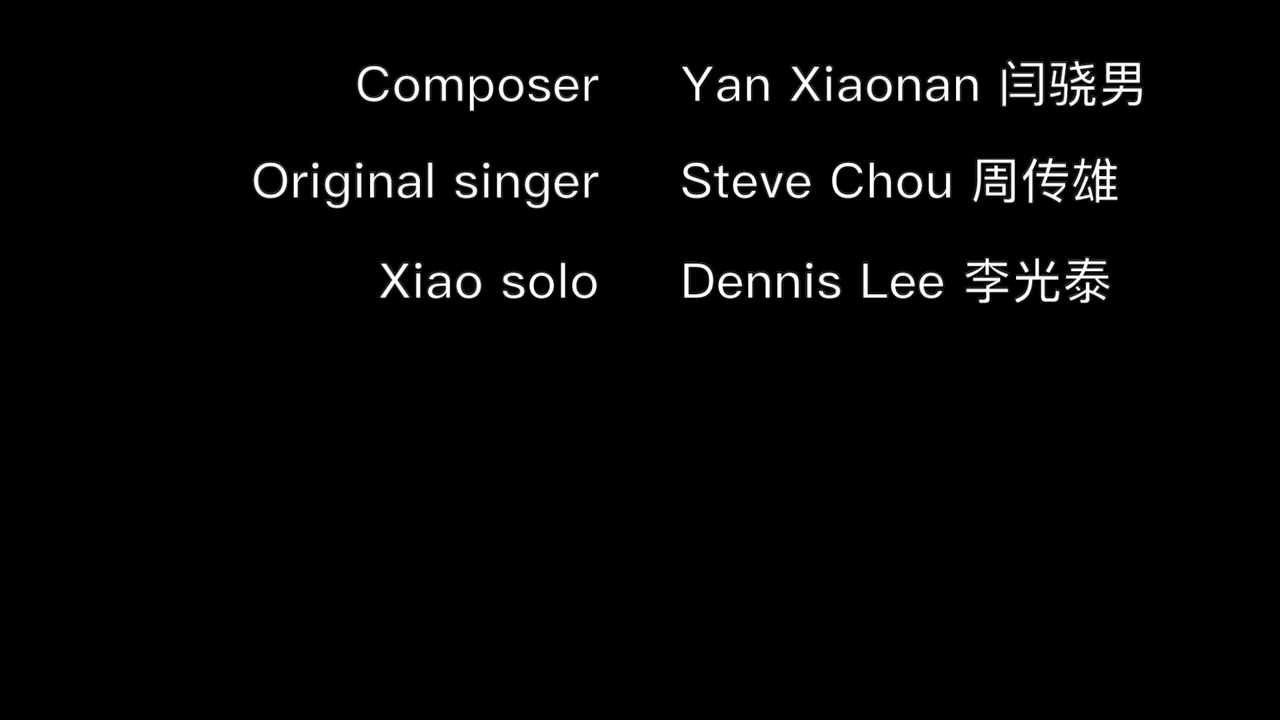 Composer Yan Xiaonan 闫骁男
Original singer Steve Chou 周传雄
Xiao solo Dennis Lee 李光泰